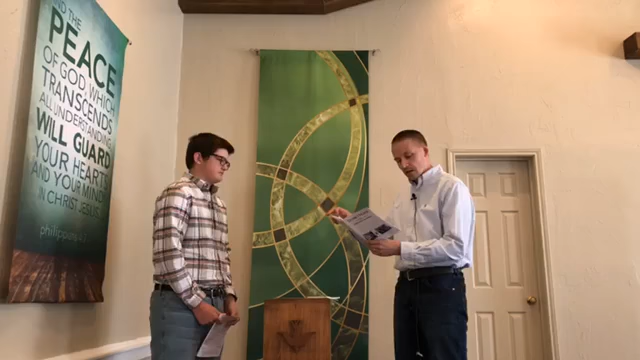 AND THE
PEACE
OF GOD, WHICH
TRANSCENDS
ALL UNDERSTANDING,
WILL GUARD
YOUR HEARTS
AND YOUR MINDS
IN CHRIST JESUS.
philippians 4:7